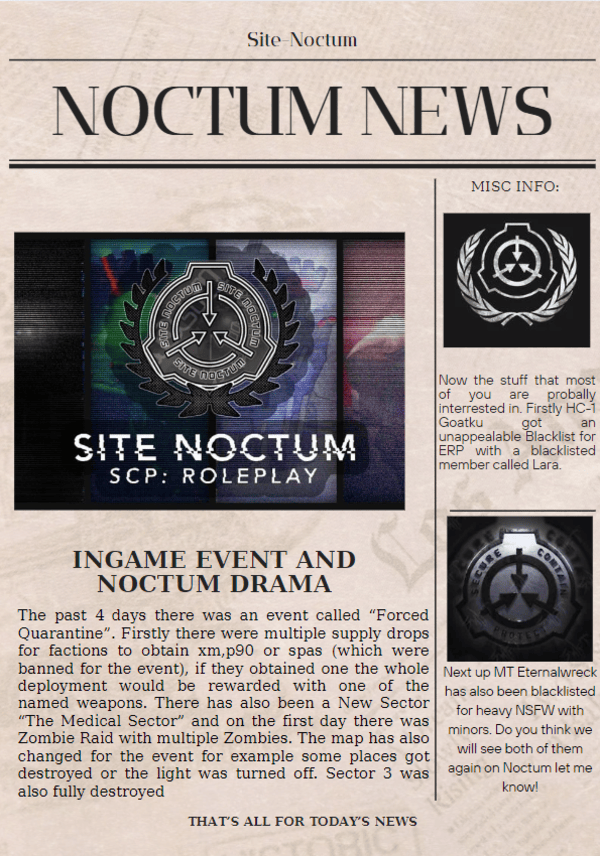 Site-Noctum
NOCTUM NEWS
MISC INFO:
SITE NOCTUM
SITE NOCTUM
SITE NOCTUM
SITE NOCTUM
SCP: ROLEPLAY
Now the stuff that most
of you are probally
interrested in. Firstly HC-1
Goatku got an
unappealable Blacklist for
ERP with a blacklisted
member called Lara.
SECURE CONTAIN
PROTECT
Next up MT Eternalwreck
has also been blacklisted
for heavy NSFW with
minors. Do you think we
will see both of them
again on Noctum let me
know!
INGAME EVENT AND
NOCTUM DRAMA
The past 4 days there was an event called “Forced
Quarantine”. Firstly there were multiple supply drops
for factions to obtain xm,p90 or spas (which were
banned for the event), if they obtained one the whole
deployment would be rewarded with one of the
named weapons. There has also been a New Sector
“The Medical Sector” and on the first day there was
Zombie Raid with multiple Zombies. The map has also
changed for the event for example some places got
destroyed or the light was turned off. Sector 3 was
also fully destroyed
THAT’S ALL FOR TODAY’S NEWS